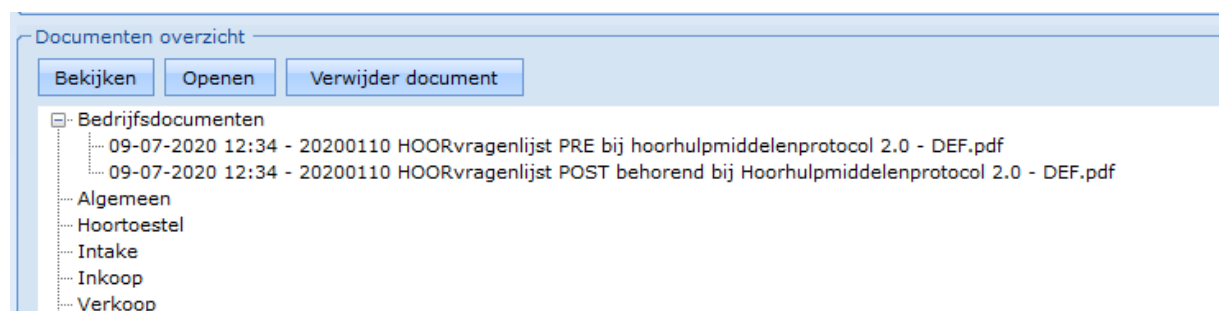 Documenten overzicht
Bekijken Openen Verwijder document
Bedrijfsdocumenten
09-07-2020 12:34 - 20200110 HOORvragenlijst PRE bij hoorhulpmiddelenprotocol 2.0 - DEF.pdf
09-07-2020 12:34 - 20200110 HOORvragenlijst POST behorend bij Hoorhulpmiddelenprotocol 2.0 - DEF.pdf
Algemeen
Hoortoestel
Intake
Inkoop
Verkoop